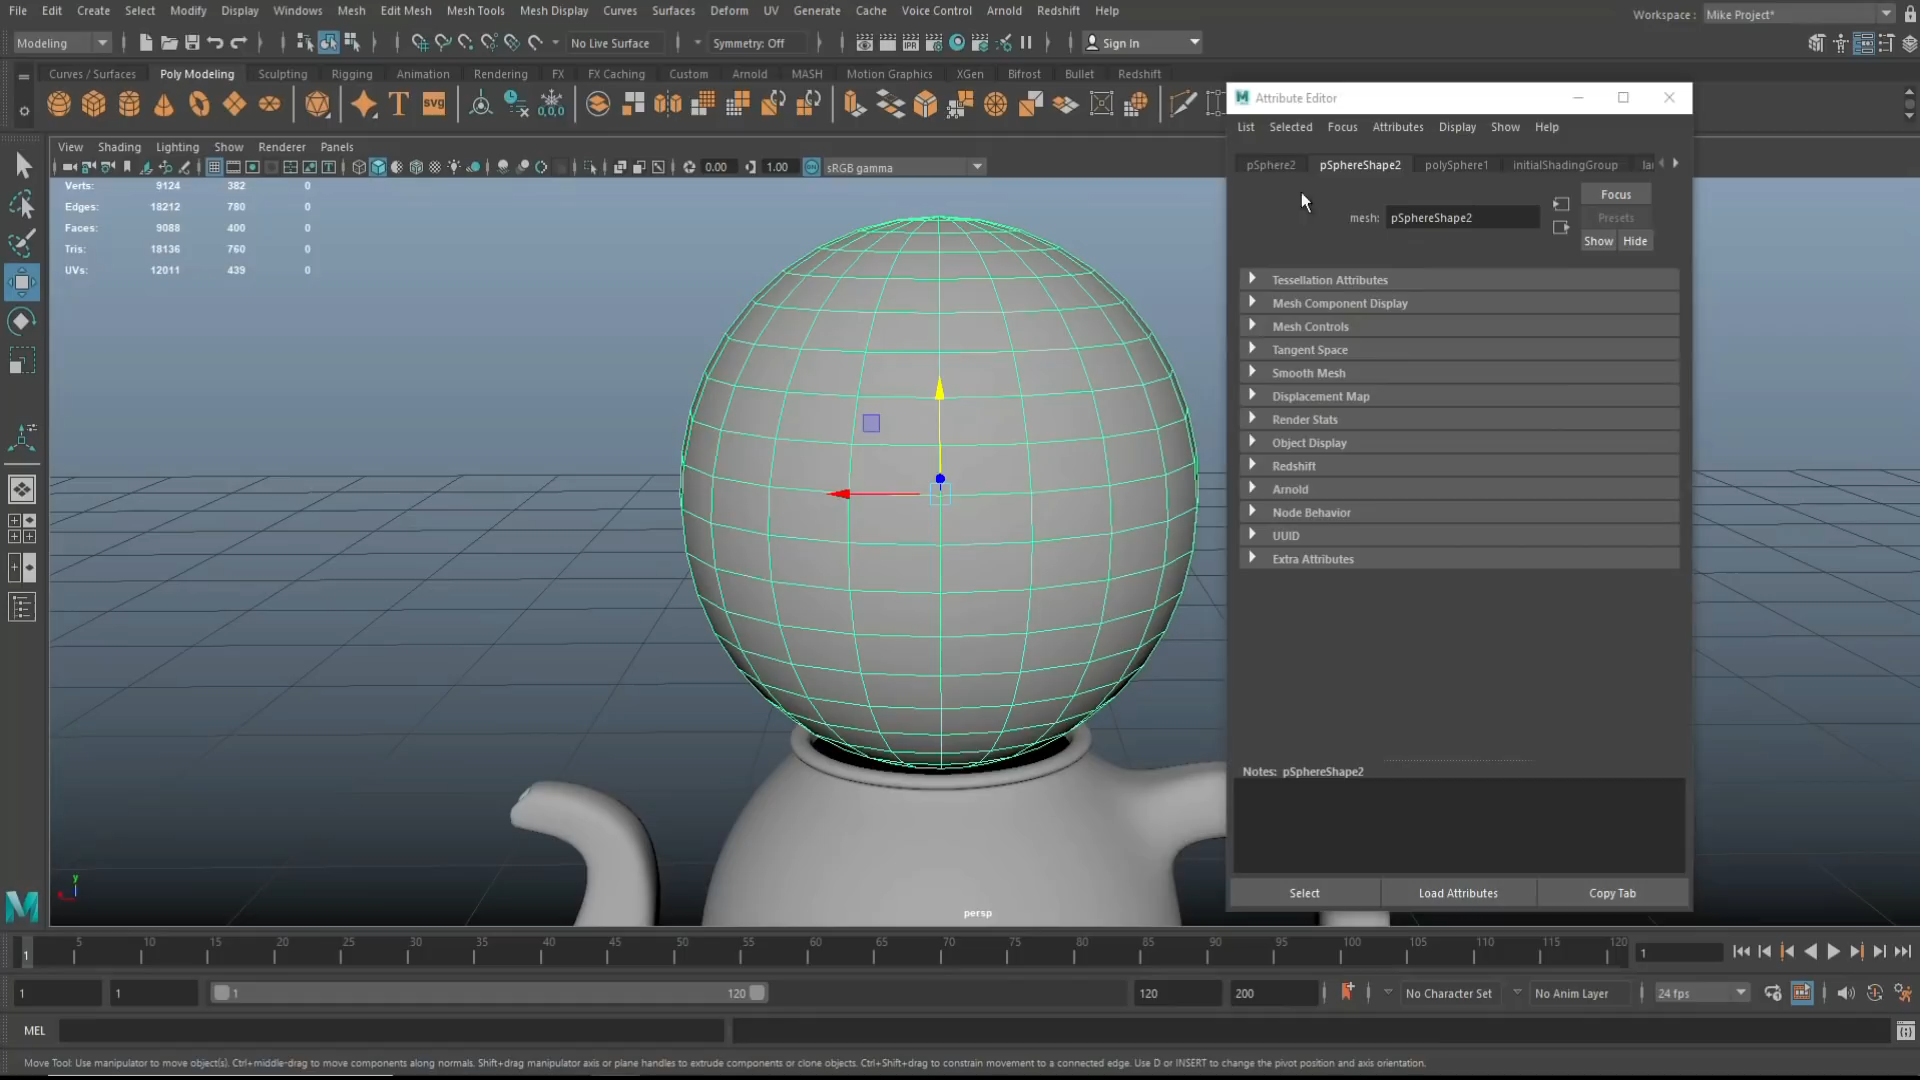 File Edit Create Select Modify Display Windows Mesh Edit Mesh Mesh Tools Mesh Display Curves Surfaces Deform UV Generate Cache Voice Control Arnold Redshift Help
Workspace : Mike Project*
Modeling No Live Surface Symmetry: Off IPR Sign In
Curves / Surfaces Poly Modeling Sculpting Rigging Animation Rendering FX FX Caching Custom Arnold MASH Motion Graphics XGen Bifrost Bullet Redshift
T SVG 0,0,0
Attribute Editor
List Selected Focus Attributes Display Show Help
View Shading Lighting Show Renderer Panels
0.00 1.00 sRGB gamma
pSphere2 pSphereShape2 polySphere1 initialShadingGroup
Verts: 9124 382 0
Edges: 18212 780 0
Faces: 9088 400 0
Tris: 18136 760 0
UVs: 12011 439 0
mesh: pSphereShape2
Focus
Presets
Show Hide
Tessellation Attributes
Mesh Component Display
Mesh Controls
Tangent Space
Smooth Mesh
Displacement Map
Render Stats
Object Display
Redshift
Arnold
Node Behavior
UUID
Extra Attributes
Notes: pSphereShape2
Select Load Attributes Copy Tab
y
persp
1 5 10 15 20 25 30 35 40 45 50 55 60 65 70 75 80 85 90 95 100 105 110 115 120 1
1 1 1 120 120 200 No Character Set No Anim Layer 24 fps
MEL
Move Tool: Use manipulator to move object(s). Ctrl+middle-drag to move components along normals. Shift+drag manipulator axis or plane handles to extrude components or clone objects. Ctrl+Shift+drag to constrain movement to a connected edge. Use D or INSERT to change the pivot position and axis orientation.